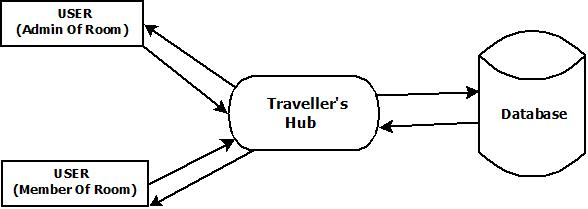 USER
(Admin Of Room)
Traveller's
Hub
Database
USER
(Member Of Room)